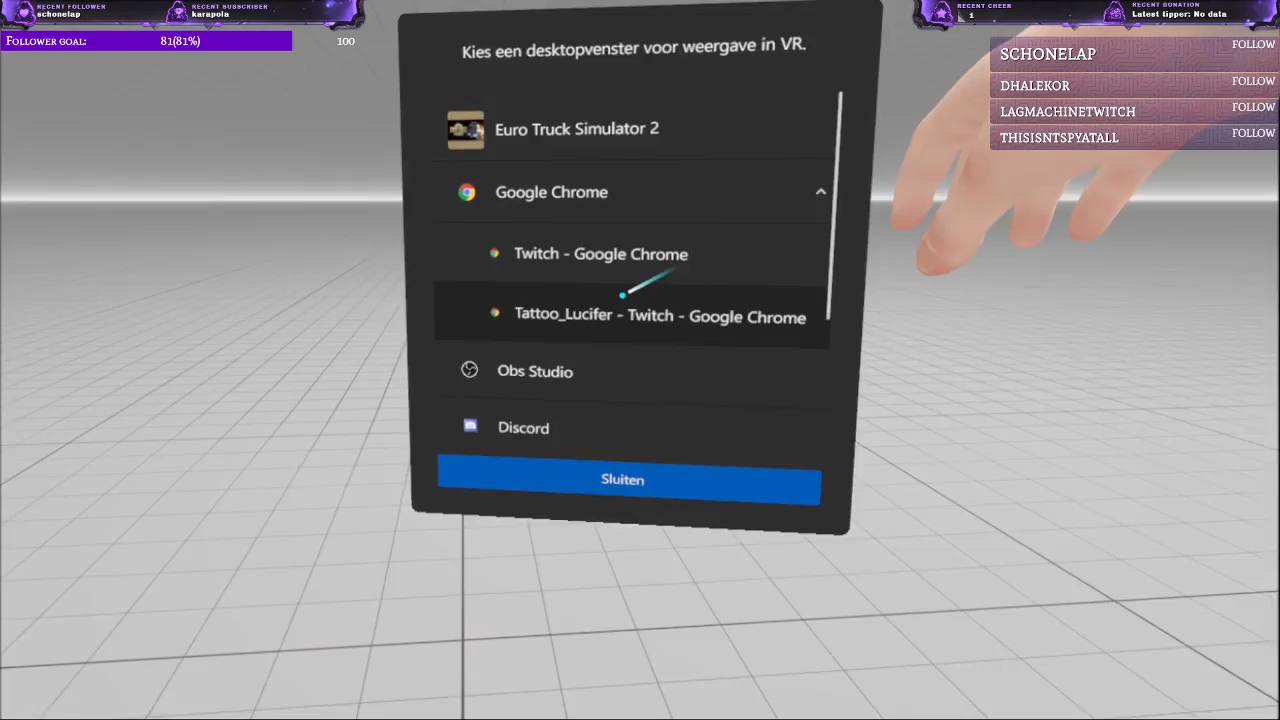 RECENT FOLLOWER
schonelap
RECENT SUBSCRIBER
karapola
RECENT CHEER
1
RECENT DONATION
Latest tipper: No data
FOLLOWER GOAL:
81(81%)
100
SCHONELAP
FOLLOW
DHALEKOR
FOLLOW
LAGMACHINETWITCH
FOLLOW
THISISNTSPYATALL
FOLLOW
Kies een desktopvenster voor weergave in VR.
Euro Truck Simulator 2
Google Chrome
Twitch - Google Chrome
Tattoo_Lucifer - Twitch - Google Chrome
Obs Studio
Discord
Sluiten